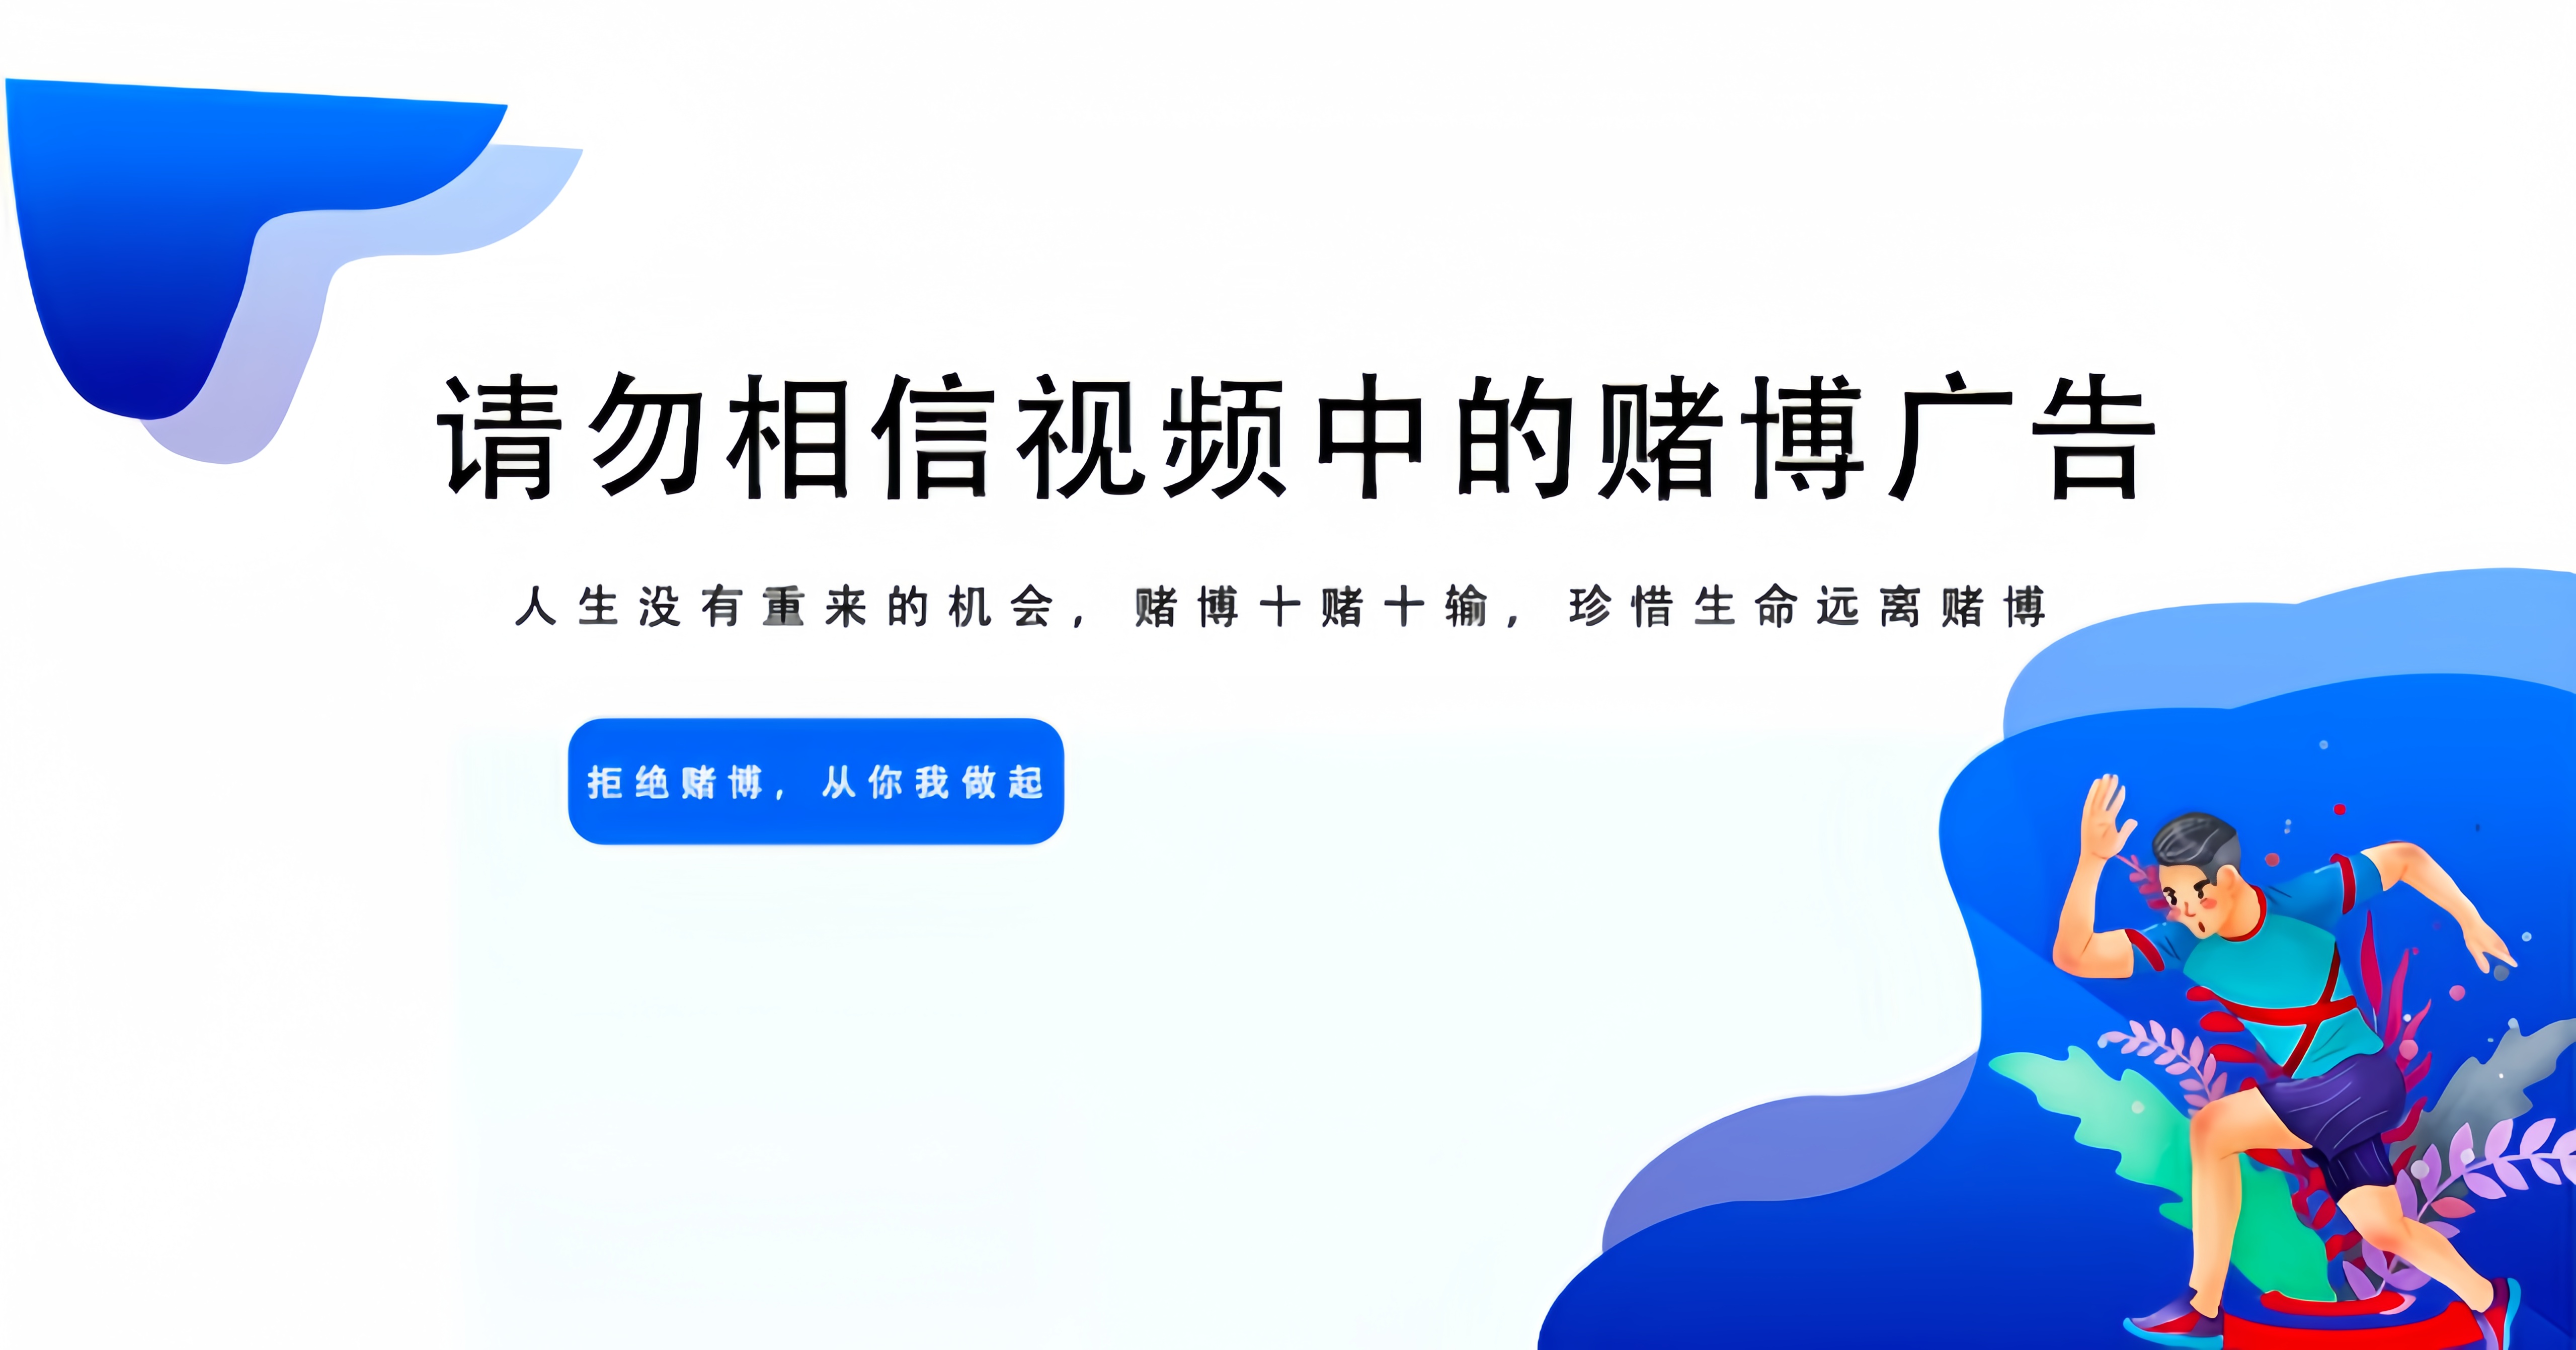 请勿相信视频中的赌博广告
人生没有重来的机会，赌博十赌十输，珍惜生命远离赌博
拒绝赌博，从你我做起